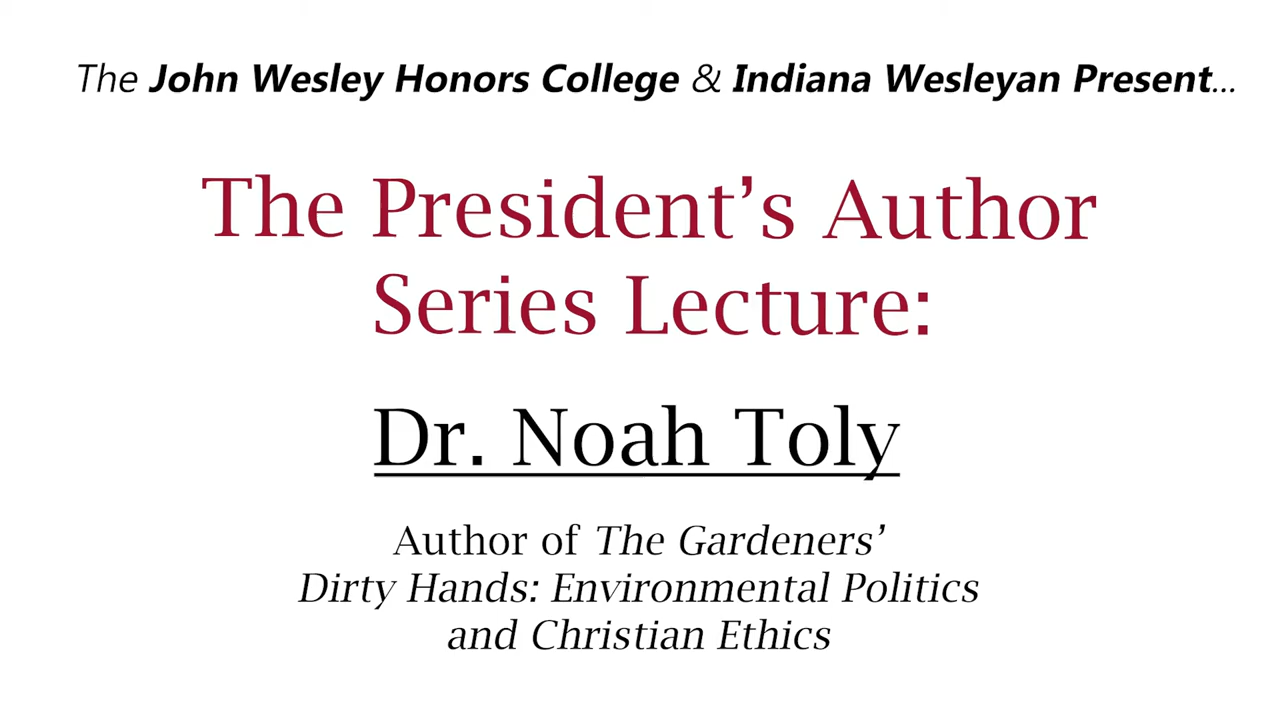 The John Wesley Honors College & Indiana Wesleyan Present...
The President’s Author
Series Lecture:
Dr. Noah Toly
Author of The Gardeners’
Dirty Hands: Environmental Politics
and Christian Ethics